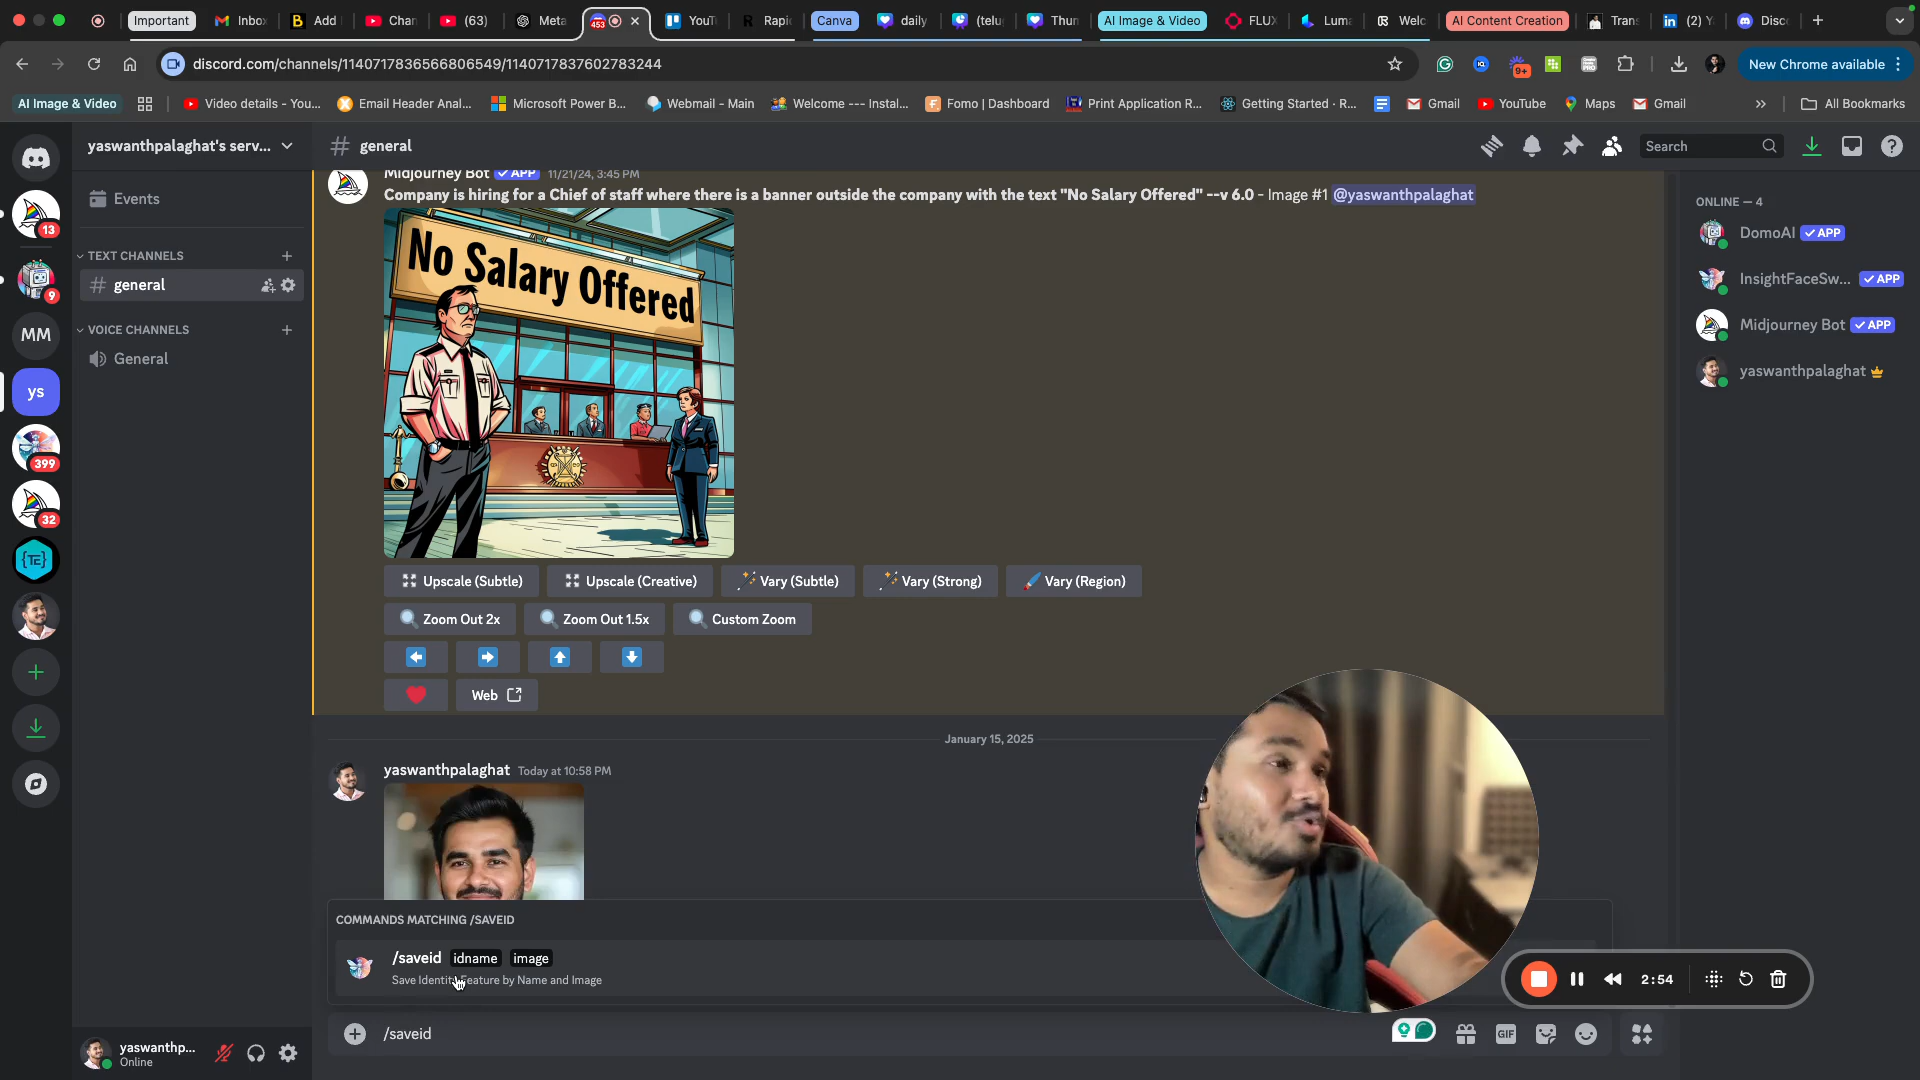 Important
Inbo
Add
Chan
(63)
Meta
453
YouT
Rapi
Canva
daily
(telu
Thun
AI Image & Video
FLUX
Luma
Welc
AI Content Creation
Trans
(2) Y
Disc
discord.com/channels/1140717836566806549/1140717837602783244
9+
New Chrome available
AI Image & Video
Video details - You...
Email Header Anal...
Microsoft Power B...
Webmail - Main
Welcome --- Instal...
Fomo | Dashboard
Print Application R...
Getting Started · R...
Gmail
YouTube
Maps
Gmail
All Bookmarks
yaswanthpalaghat's serv...
# general
Search
Events
TEXT CHANNELS
# general
VOICE CHANNELS
General
13
9
MM
ys
399
32
{TE}
Midjourney Bot ✓ APP 11/21/24, 3:45 PM
Company is hiring for a Chief of staff where there is a banner outside the company with the text "No Salary Offered" --v 6.0 - Image #1 @yaswanthpalaghat
No Salary Offered
Upscale (Subtle)
Upscale (Creative)
Vary (Subtle)
Vary (Strong)
Vary (Region)
Zoom Out 2x
Zoom Out 1.5x
Custom Zoom
Web
January 15, 2025
yaswanthpalaghat Today at 10:58 PM
COMMANDS MATCHING /SAVEID
/saveid idname image
Save Identity Feature by Name and Image
/saveid
GIF
ONLINE — 4
DomoAI ✓ APP
InsightFaceSw... ✓ APP
Midjourney Bot ✓ APP
yaswanthpalaghat
2:54
yaswanthp...
Online